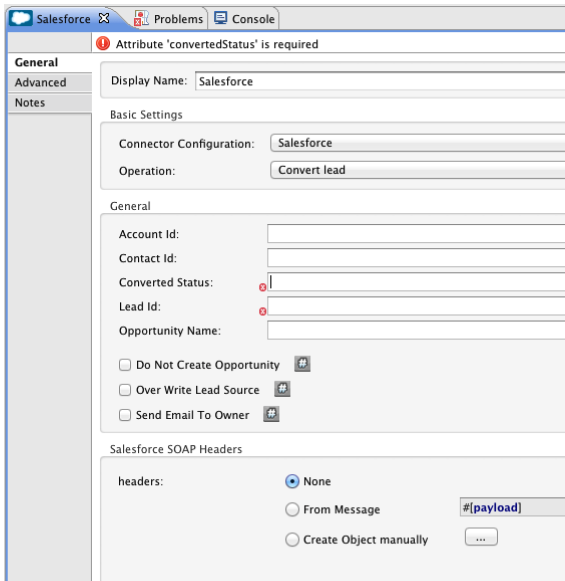 Salesforce Problems Console
Attribute 'convertedStatus' is required
General
Advanced
Notes
Display Name: Salesforce
Basic Settings
Connector Configuration: Salesforce
Operation: Convert lead
General
Account Id:
Contact Id:
Converted Status:
Lead Id:
Opportunity Name:
Do Not Create Opportunity #
Over Write Lead Source #
Send Email To Owner #
Salesforce SOAP Headers
headers: None
From Message #[payload]
Create Object manually ...